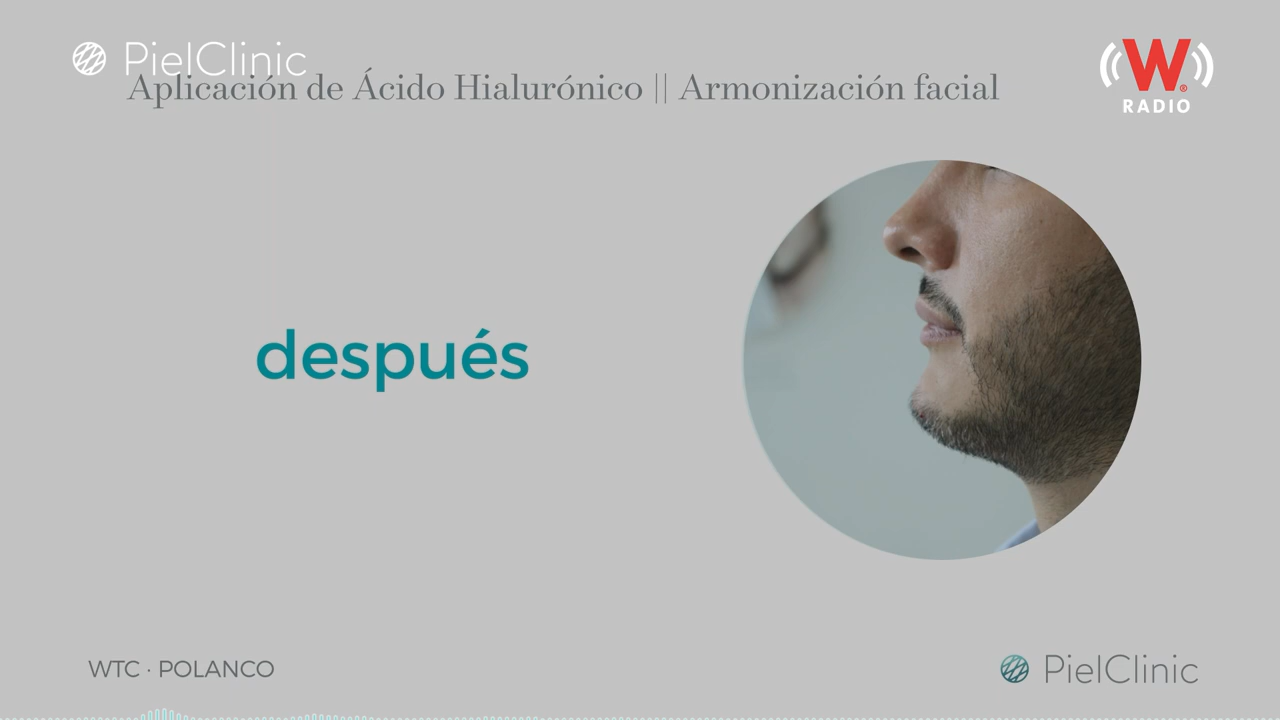 PielClinic
Aplicación de Ácido Hialurónico || Armonización facial
W®
RADIO
después
WTC · POLANCO
PielClinic